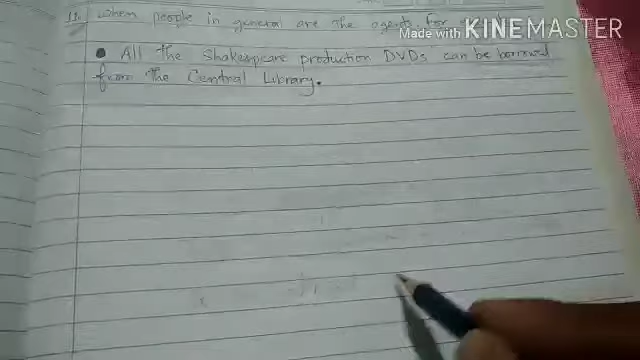 Made with KINEMASTER
11. When people in general are the agents. For
• All the Shakespeare production DVDs can be borrowed
from the Central Library.